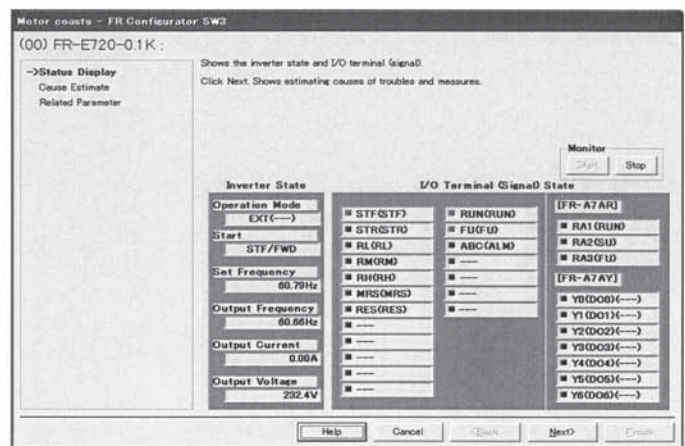 Motor coasts - FR Configurator SW3
(00) FR-E720-0.1K :
->Status Display
Cause Estimate
Related Parameter
Shows the inverter state and I/O terminal (signal).
Click Next. Shows estimating causes of troubles and measures.
Monitor
Start
Stop
Inverter State
Operation Mode
EXT(---)
Start
STF/FWD
Set Frequency
60.79Hz
Output Frequency
60.66Hz
Output Current
0.00A
Output Voltage
232.4V
I/O Terminal (Signal) State
STF(STF)
STR(STR)
RL(RL)
RM(RM)
RH(RH)
MRS(MRS)
RES(RES)
---
---
---
---
RUN(RUN)
FU(FU)
ABC(ALM)
---
---
---
---
[FR-A7AR]
RA1(RUN)
RA2(SU)
RA3(FU)
[FR-A7AY]
Y0(DO0)(---)
Y1(DO1)(---)
Y2(DO2)(---)
Y3(DO3)(---)
Y4(DO4)(---)
Y5(DO5)(---)
Y6(DO6)(---)
Help
Cancel
<Back
Next>
Finish